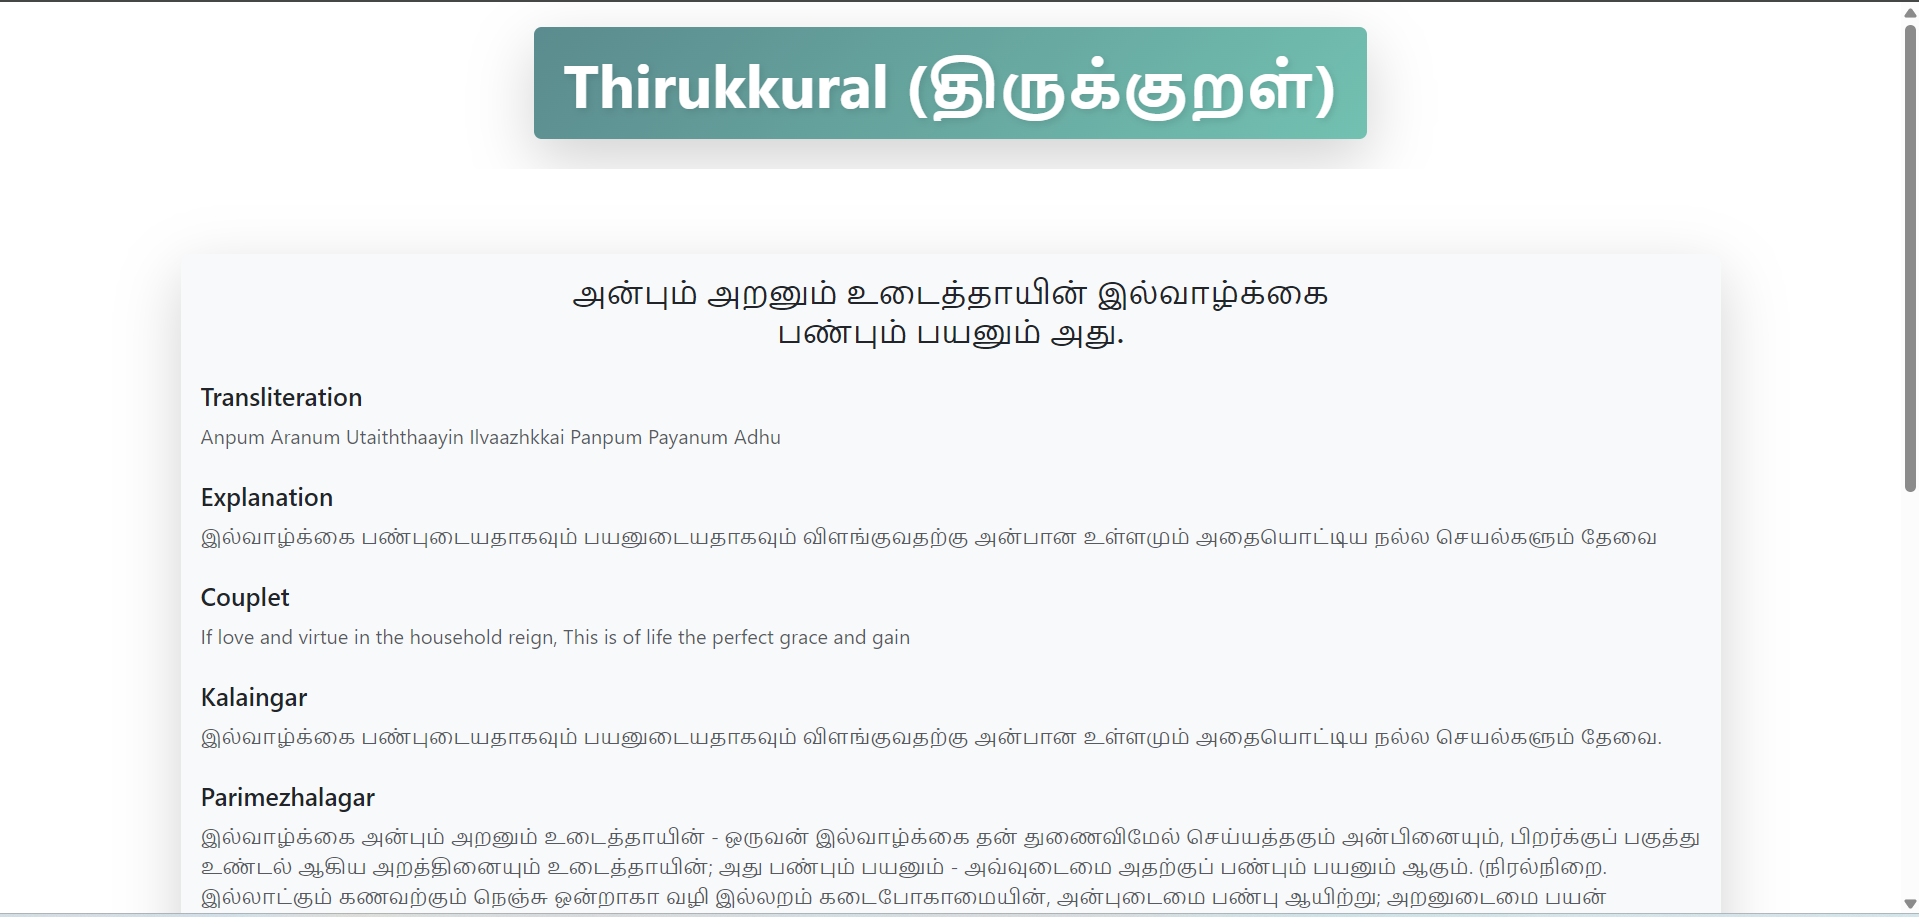 Thirukkural (திருக்குறள்)
அன்பும் அறனும் உடைத்தாயின் இல்வாழ்க்கை
பண்பும் பயனும் அது.
Transliteration
Anpum Aranum Utaiththaayin Ilvaazhkkai Panpum Payanum Adhu
Explanation
இல்வாழ்க்கை பண்புடையதாகவும் பயனுடையதாகவும் விளங்குவதற்கு அன்பான உள்ளமும் அதையொட்டிய நல்ல செயல்களும் தேவை
Couplet
If love and virtue in the household reign, This is of life the perfect grace and gain
Kalaingar
இல்வாழ்க்கை பண்புடையதாகவும் பயனுடையதாகவும் விளங்குவதற்கு அன்பான உள்ளமும் அதையொட்டிய நல்ல செயல்களும் தேவை.
Parimezhalagar
இல்வாழ்க்கை அன்பும் அறனும் உடைத்தாயின் - ஒருவன் இல்வாழ்க்கை தன் துணைவிமேல் செய்யத்தகும் அன்பினையும், பிறர்க்குப் பகுத்து
உண்டல் ஆகிய அறத்தினையும் உடைத்தாயின்; அது பண்பும் பயனும் - அவ்வுடைமை அதற்குப் பண்பும் பயனும் ஆகும். (நிரல்நிறை.
இல்லாட்கும் கணவற்கும் நெஞ்சு ஒன்றாகா வழி இல்லறம் கடைபோகாமையின், அன்புடைமை பண்பு ஆயிற்று; அறனுடைமை பயன்